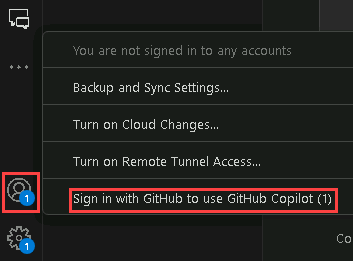 You are not signed in to any accounts
Backup and Sync Settings...
Turn on Cloud Changes...
Turn on Remote Tunnel Access...
1
Sign in with GitHub to use GitHub Copilot (1)
1
Co